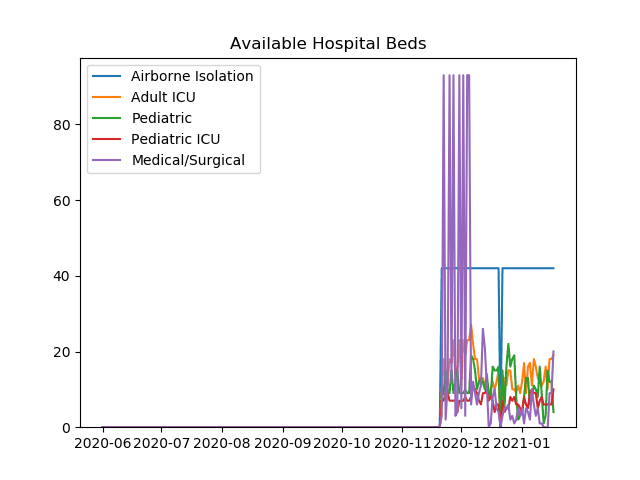 Available Hospital Beds
Airborne Isolation
Adult ICU
Pediatric
Pediatric ICU
Medical/Surgical
80
60
40
20
0
2020-06 2020-07 2020-08 2020-09 2020-10 2020-11 2020-12 2021-01